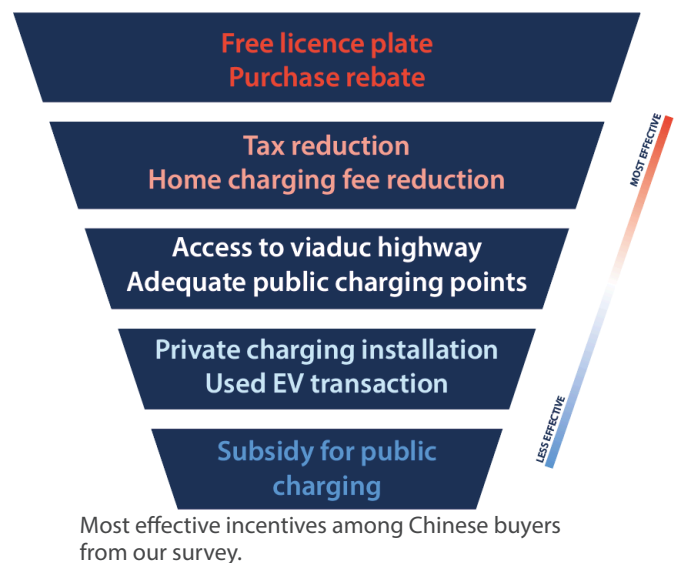 Free licence plate
Purchase rebate
Tax reduction
Home charging fee reduction
Access to viaduc highway
Adequate public charging points
Private charging installation
Used EV transaction
Subsidy for public
charging
MOST EFFECTIVE
LESS EFFECTIVE
Most effective incentives among Chinese buyers
from our survey.